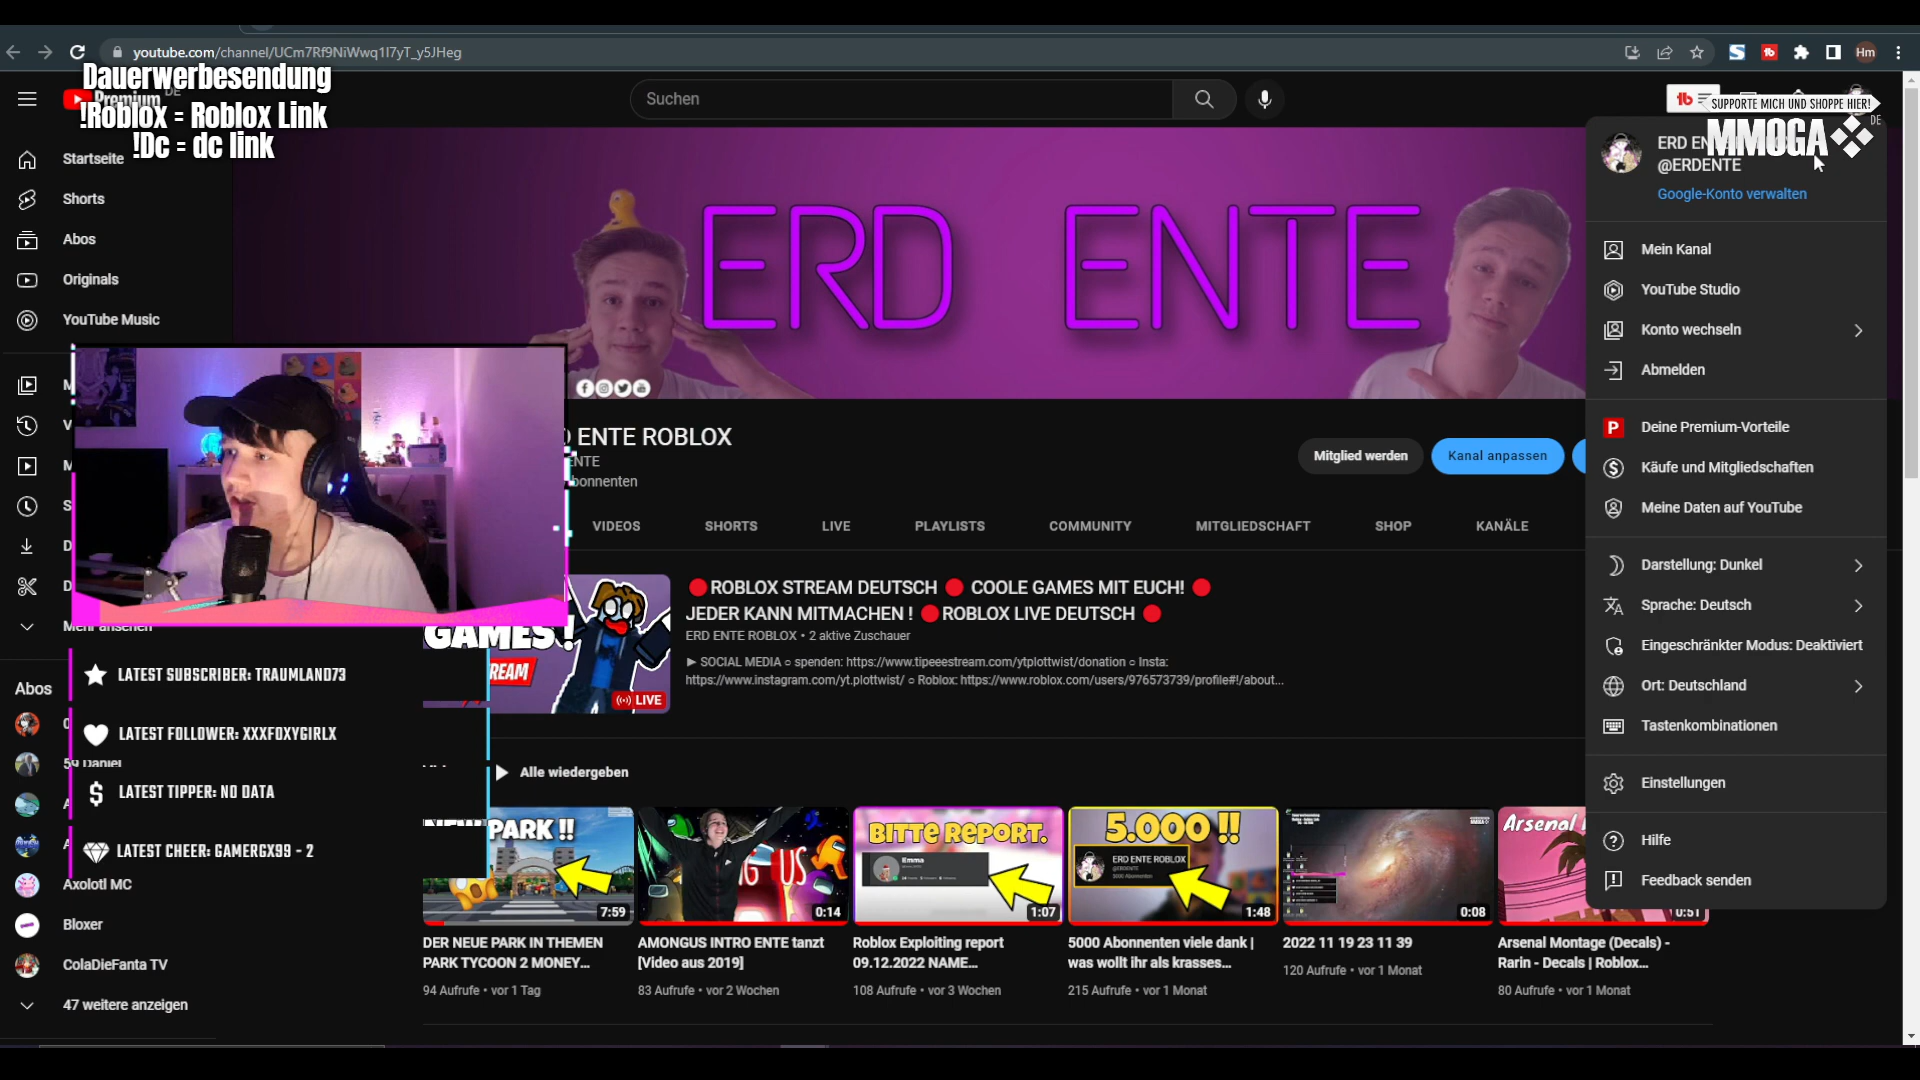 youtube.com/channel/UCm7Rf9NiWwq1I7yT_y5JHeg
Hm
Dauerwerbesendung
!Roblox = Roblox Link
!Dc = dc link
Premium
DE
Suchen
SUPPORTE MICH UND SHOPPE HIER!
MMOGA
DE
@ERDENTE
Google-Konto verwalten
Startseite
Shorts
Abos
Originals
YouTube Music
ERD ENTE
Mein Kanal
YouTube Studio
Konto wechseln
Abmelden
Deine Premium-Vorteile
Käufe und Mitgliedschaften
Meine Daten auf YouTube
Darstellung: Dunkel
Sprache: Deutsch
Eingeschränkter Modus: Deaktiviert
Ort: Deutschland
Tastenkombinationen
Einstellungen
Hilfe
Feedback senden
ENTE ROBLOX
Mitglied werden
Kanal anpassen
VIDEOS
SHORTS
LIVE
PLAYLISTS
COMMUNITY
MITGLIEDSCHAFT
SHOP
KANÄLE
GAMES!
LIVE
ROBLOX STREAM DEUTSCH COOLE GAMES MIT EUCH!
JEDER KANN MITMACHEN ! ROBLOX LIVE DEUTSCH
ERD ENTE ROBLOX • 2 aktive Zuschauer
► SOCIAL MEDIA ○ spenden: https://www.tipeeestream.com/ytplottwist/donation ○ Insta:
https://www.instagram.com/yt.plottwist/ ○ Roblox: https://www.roblox.com/users/976573739/profile#!/about...
Mehr ansehen
Abos
LATEST SUBSCRIBER: TRAUMLAND73
LATEST FOLLOWER: XXXFOXYGIRLX
LATEST TIPPER: NO DATA
LATEST CHEER: GAMERGX99 - 2
Axolotl MC
Bloxer
ColaDieFanta TV
47 weitere anzeigen
Alle wiedergeben
PARK !!
7:59
DER NEUE PARK IN THEMEN
PARK TYCOON 2 MONEY...
94 Aufrufe • vor 1 Tag
0:14
AMONGUS INTRO ENTE tanzt
[Video aus 2019]
83 Aufrufe • vor 2 Wochen
BITTE REPORT.
Emma
1:07
Roblox Exploiting report
09.12.2022 NAME...
108 Aufrufe • vor 3 Wochen
5.000 !!
ERD ENTE ROBLOX
1:48
5000 Abonnenten viele dank |
was wollt ihr als krasses...
215 Aufrufe • vor 1 Monat
0:08
2022 11 19 23 11 39
120 Aufrufe • vor 1 Monat
Arsenal
0:51
Arsenal Montage (Decals) -
Rarin - Decals | Roblox...
80 Aufrufe • vor 1 Monat